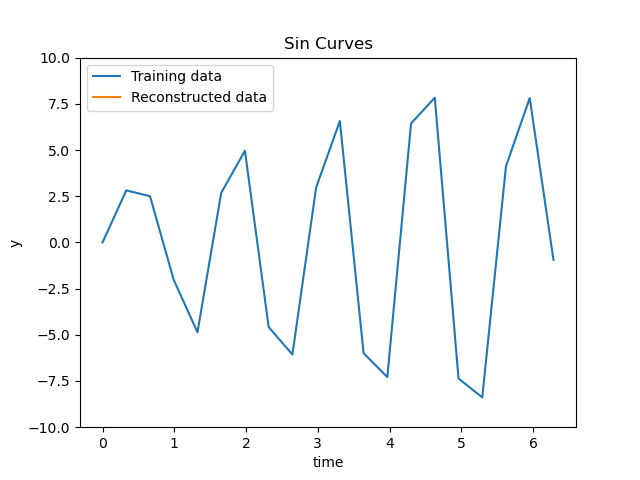 Sin Curves
Training data
Reconstructed data
10.0
7.5
5.0
2.5
0.0
−2.5
−5.0
−7.5
−10.0
y
0 1 2 3 4 5 6
time